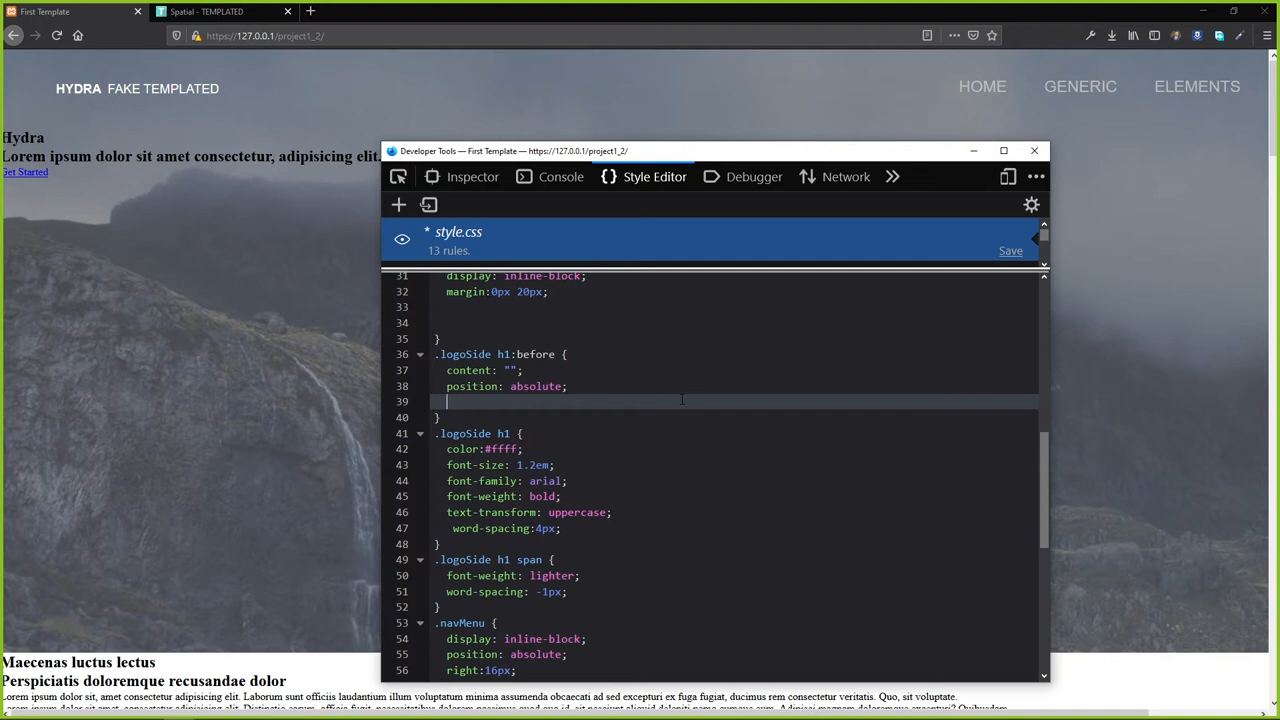 First Template
Spatial - TEMPLATED
https://127.0.0.1/project1_2/
HYDRA FAKE TEMPLATED
HOME GENERIC ELEMENTS
Hydra
Lorem ipsum dolor sit amet consectetur, adipisicing elit.
Get Started
Developer Tools — First Template — https://127.0.0.1/project1_2/
Inspector Console {} Style Editor Debugger Network
* style.css
13 rules. Save
31 display: inline-block;
32 margin:0px 20px;
33
34
35 }
36 .logoSide h1:before {
37 content: "";
38 position: absolute;
39
40 }
41 .logoSide h1 {
42 color:#ffff;
43 font-size: 1.2em;
44 font-family: arial;
45 font-weight: bold;
46 text-transform: uppercase;
47 word-spacing:4px;
48 }
49 .logoSide h1 span {
50 font-weight: lighter;
51 word-spacing: -1px;
52 }
53 .navMenu {
54 display: inline-block;
55 position: absolute;
56 right:16px;
Maecenas luctus lectus
Perspiciatis doloremque recusandae dolor
Lorem ipsum dolor sit amet, consectetur adipisicing elit. Laborum sunt officiis laudantium illum voluptatum minima assumenda obcaecati ad sed excepturi ex fuga fugiat, ducimus rem consectetur veritatis. Quo, sit voluptate.